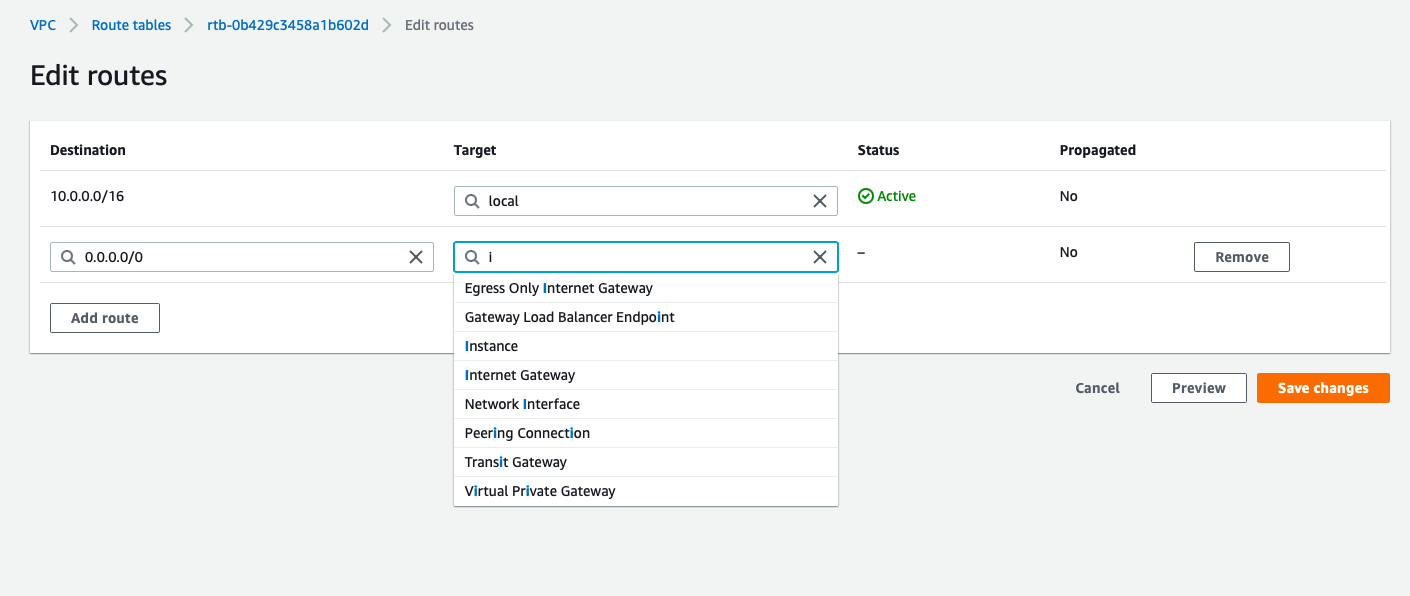 VPC Route tables rtb-0b429c3458a1b602d Edit routes
Edit routes
Destination Target Status Propagated
10.0.0.0/16 local Active No
0.0.0.0/0 i – No Remove
Egress Only Internet Gateway
Add route Gateway Load Balancer Endpoint
Instance
Internet Gateway
Cancel Preview Save changes
Network Interface
Peering Connection
Transit Gateway
Virtual Private Gateway